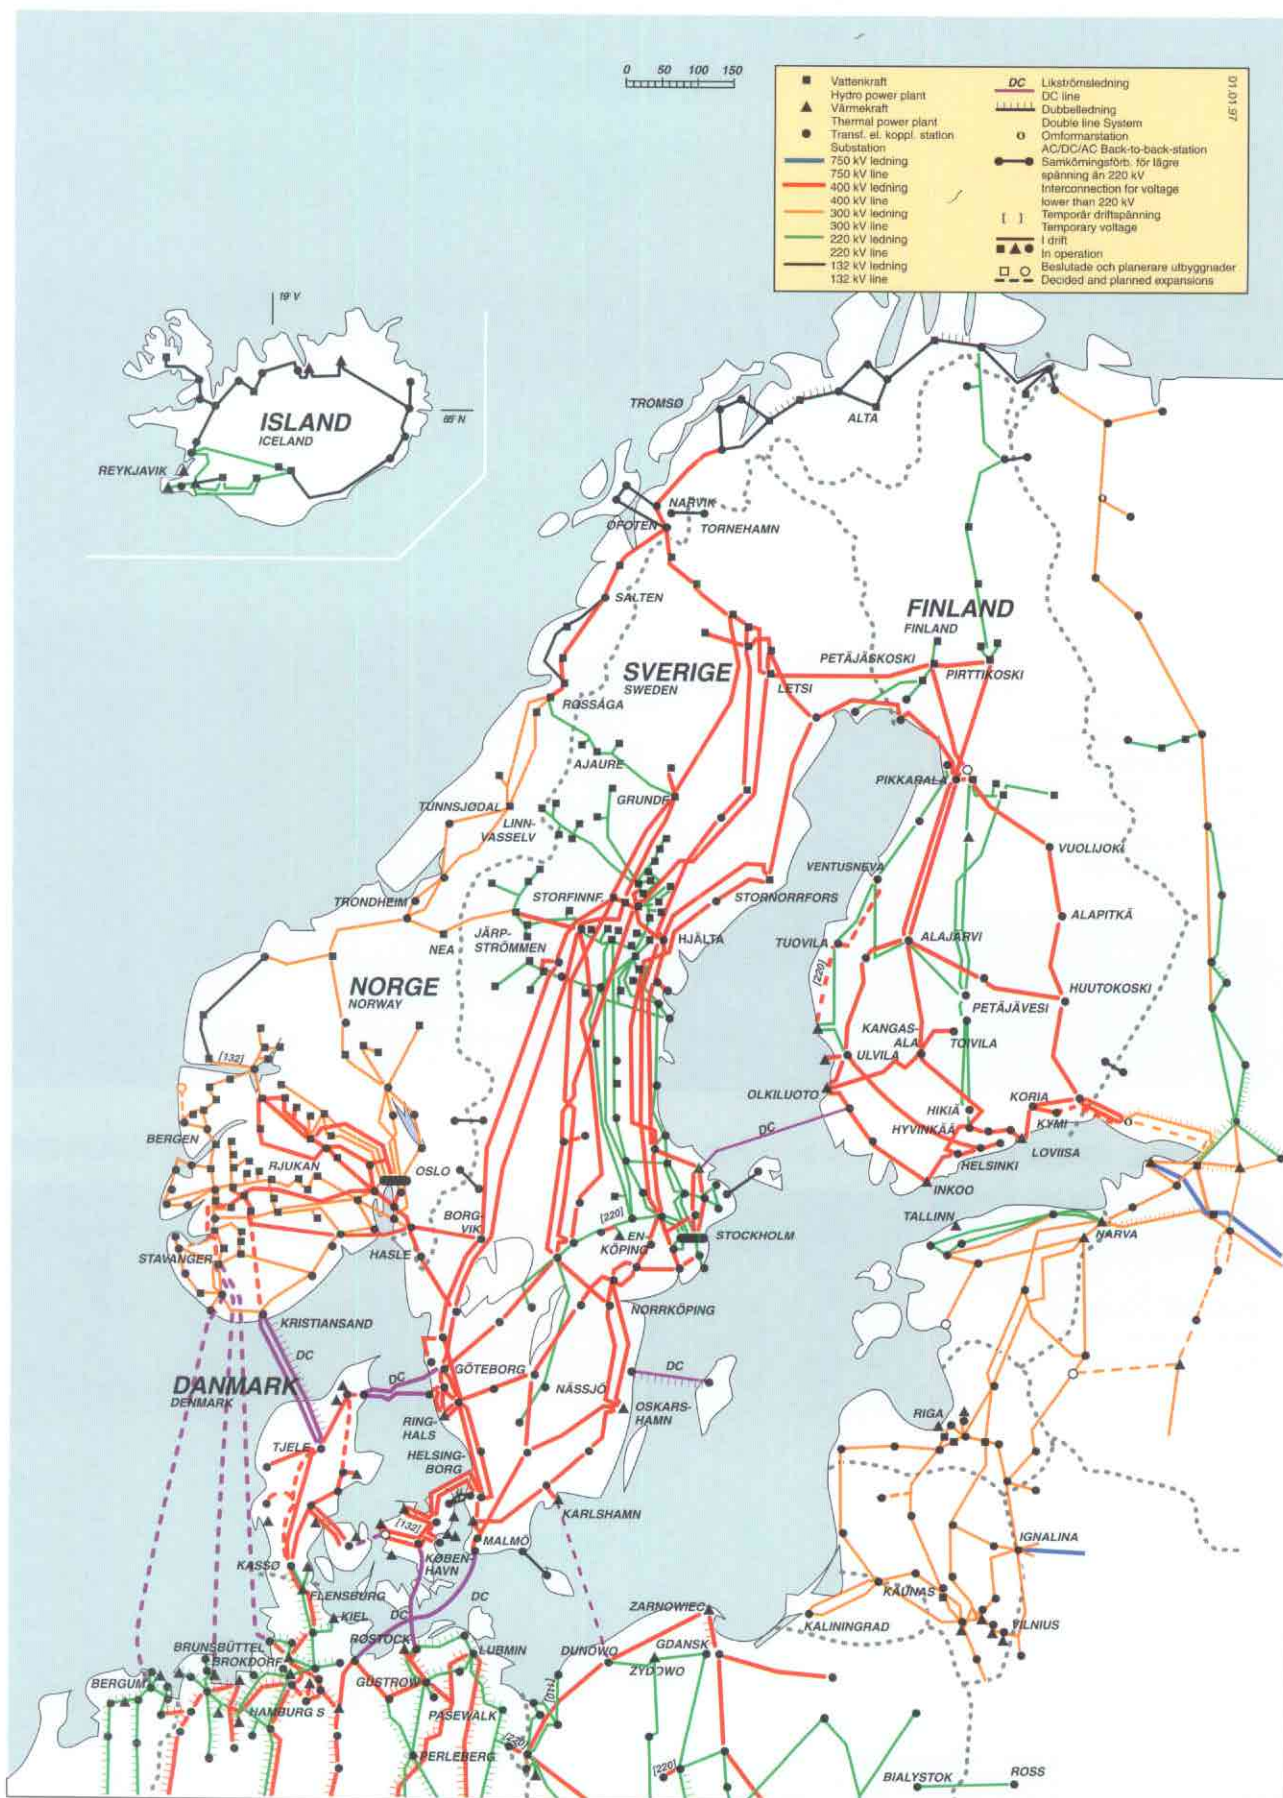 0 50 100 150
Vattenkraft
Hydro power plant
Värmekraft
Thermal power plant
Transf. el. koppl. station
Substation
750 kV ledning
750 kV line
400 kV ledning
400 kV line
300 kV ledning
300 kV line
220 kV ledning
220 kV line
132 kV ledning
132 kV line
DC Likströmsledning
DC line
Dubbelledning
Double line System
Omformarstation
AC/DC/AC Back-to-back-station
Samkörningsförb. för lägre
spänning än 220 kV
Interconnection for voltage
lower than 220 kV
[ ] Temporär driftspänning
Temporary voltage
I drift
In operation
Beslutade och planerare utbyggnader
Decided and planned expansions
01.01.97
19° V
ISLAND
ICELAND
65° N
REYKJAVIK
TROMSØ
ALTA
NARVIK
OFOTEN
TORNEHAMN
SALTEN
FINLAND
FINLAND
SVERIGE
SWEDEN
PETÄJÄSKOSKI
PIRTTIKOSKI
LETSI
RØSSÅGA
AJAURE
GRUNDF.
PIKKARALA
TUNNSJØDAL
LINN-
VASSELV
VUOLIJOKI
VENTUSNEVA
TRONDHEIM
STORFINNF.
STORNORRFORS
ALAPITKÄ
NEA
JÄRP-
STRÖMMEN
HJÄLTA
TUOVILA
ALAJÄRVI
[220]
NORGE
NORWAY
HUUTOKOSKI
PETÄJÄVESI
KANGAS-
ALA
TOIVILA
ULVILA
[132]
OLKILUOTO
KORIA
HIKIÄ
KYMI
HYVINKÄÄ
LOVIISA
DC
BERGEN
RJUKAN
OSLO
HELSINKI
INKOO
BORG-
VIK
[220]
EN-
KÖPING
STOCKHOLM
TALLINN
NARVA
STAVANGER
HASLE
KRISTIANSAND
NORRKÖPING
DC
DC
GÖTEBORG
DC
DANMARK
DENMARK
NÄSSJÖ
OSKARS-
HAMN
RING-
HALS
RIGA
TJELE
HELSING-
BORG
KARLSHAMN
[132]
MALMÖ
IGNALINA
KASSØ
KØBEN-
HAVN
FLENSBURG
DC
KAUNAS
KIEL
DC
ZARNOWIEC
KALININGRAD
VILNIUS
BRUNSBÜTTEL
ROSTOCK
LUBMIN
DUNOWO
GDANSK
BROKDORF
ZYDOWO
BERGUM
GÜSTROW
[110]
HAMBURG S
PASEWALK
[220]
PERLEBERG
[220]
BIALYSTOK
ROSS